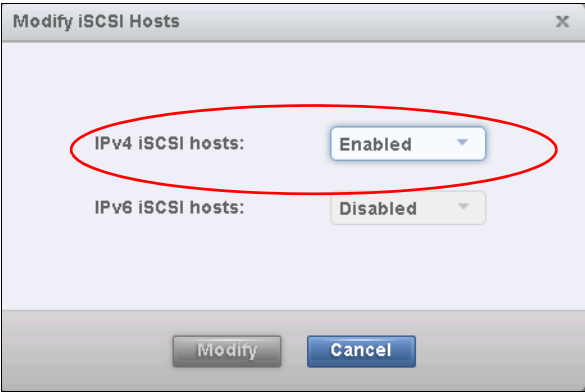 Modify iSCSI Hosts
IPv4 iSCSI hosts: Enabled
IPv6 iSCSI hosts: Disabled
Modify Cancel